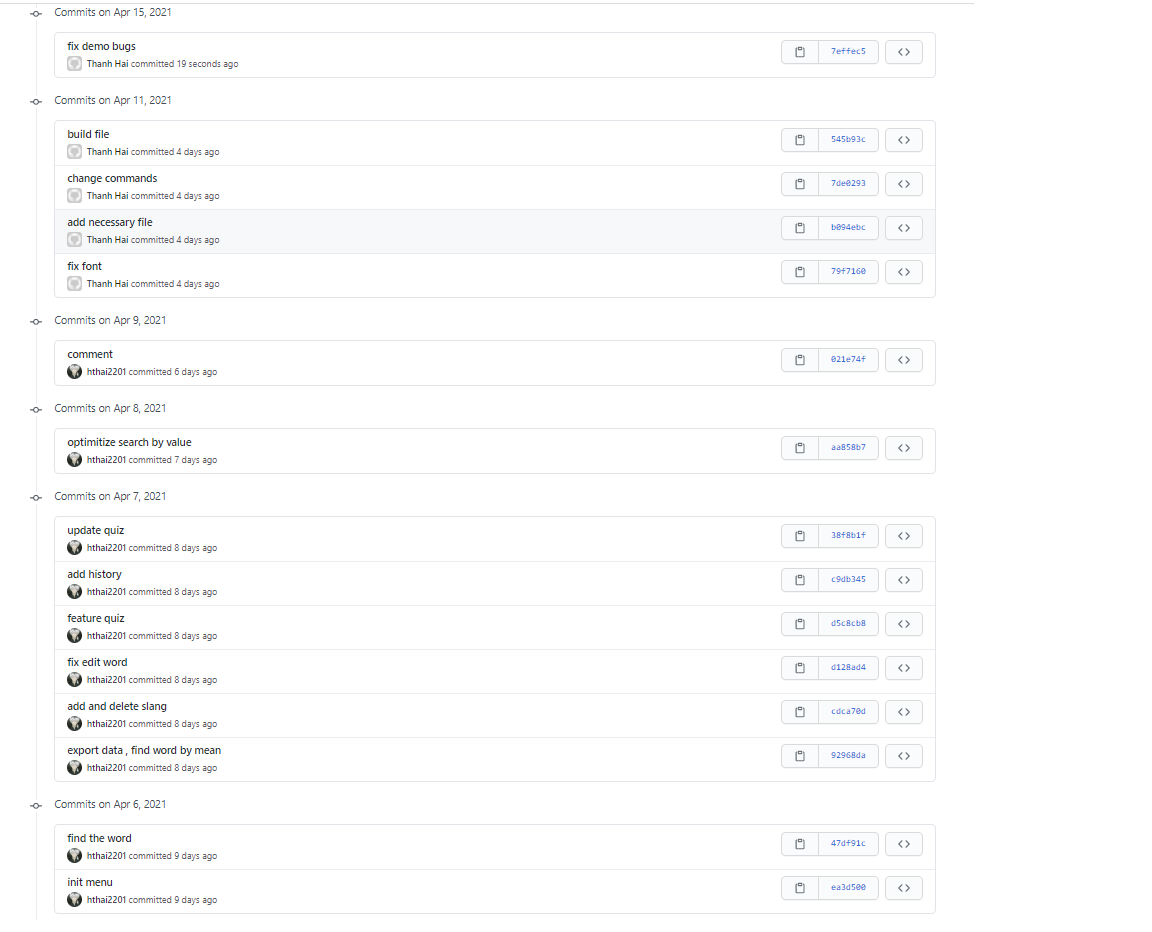 Commits on Apr 15, 2021
fix demo bugs
Thanh Hai committed 19 seconds ago
7effec5
Commits on Apr 11, 2021
build file
Thanh Hai committed 4 days ago
545b93c
change commands
Thanh Hai committed 4 days ago
7de0293
add necessary file
Thanh Hai committed 4 days ago
b094ebc
fix font
Thanh Hai committed 4 days ago
79f7160
Commits on Apr 9, 2021
comment
hthai2201 committed 6 days ago
021e74f
Commits on Apr 8, 2021
optimitize search by value
hthai2201 committed 7 days ago
aa858b7
Commits on Apr 7, 2021
update quiz
hthai2201 committed 8 days ago
38f8b1f
add history
hthai2201 committed 8 days ago
c9db345
feature quiz
hthai2201 committed 8 days ago
d5c8cb8
fix edit word
hthai2201 committed 8 days ago
d128ad4
add and delete slang
hthai2201 committed 8 days ago
cdca70d
export data , find word by mean
hthai2201 committed 8 days ago
92968da
Commits on Apr 6, 2021
find the word
hthai2201 committed 9 days ago
47df91c
init menu
hthai2201 committed 9 days ago
ea3d500